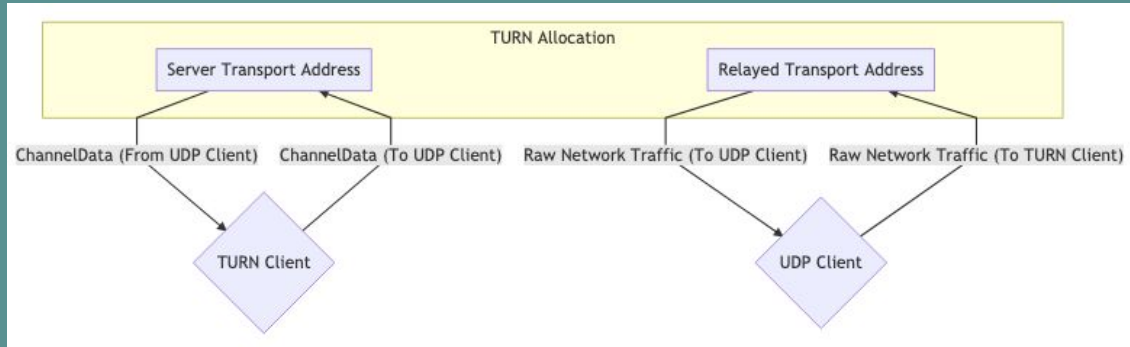 TURN Allocation
Server Transport Address
Relayed Transport Address
ChannelData (From UDP Client)
ChannelData (To UDP Client)
Raw Network Traffic (To UDP Client)
Raw Network Traffic (To TURN Client)
TURN Client
UDP Client